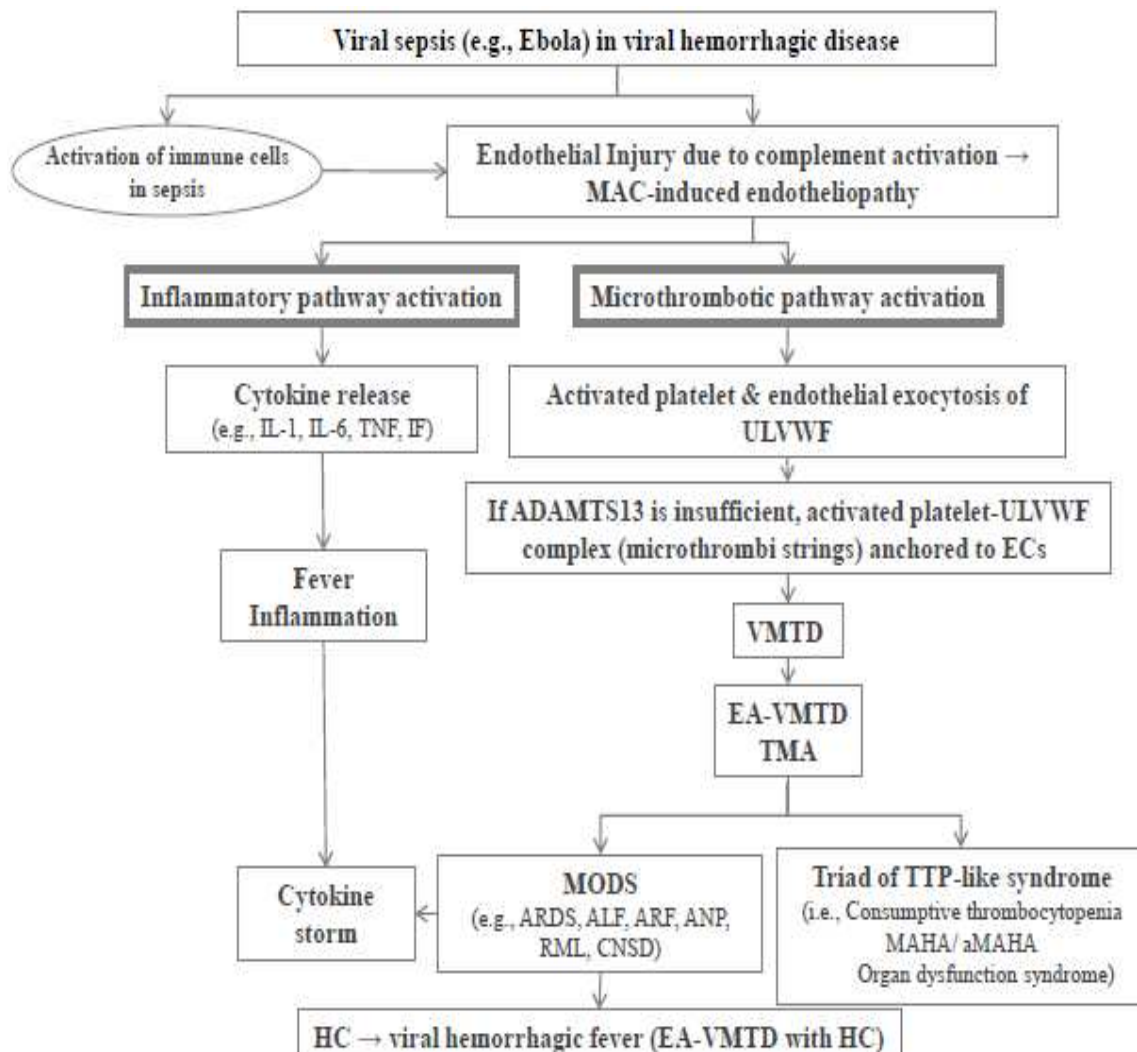 Viral sepsis (e.g., Ebola) in viral hemorrhagic disease
Activation of immune cells
in sepsis
Endothelial Injury due to complement activation →
MAC-induced endotheliopathy
Inflammatory pathway activation
Microthrombotic pathway activation
Cytokine release
(e.g., IL-1, IL-6, TNF, IF)
Activated platelet & endothelial exocytosis of
ULVWF
If ADAMTS13 is insufficient, activated platelet-ULVWF
complex (microthrombi strings) anchored to ECs
Fever
Inflammation
VMTD
EA-VMTD
TMA
Cytokine
storm
MODS
(e.g., ARDS, ALF, ARF, ANP,
RML, CNSD)
Triad of TTP-like syndrome
(i.e., Consumptive thrombocytopenia
MAHA/ aMAHA
Organ dysfunction syndrome)
HC → viral hemorrhagic fever (EA-VMTD with HC)